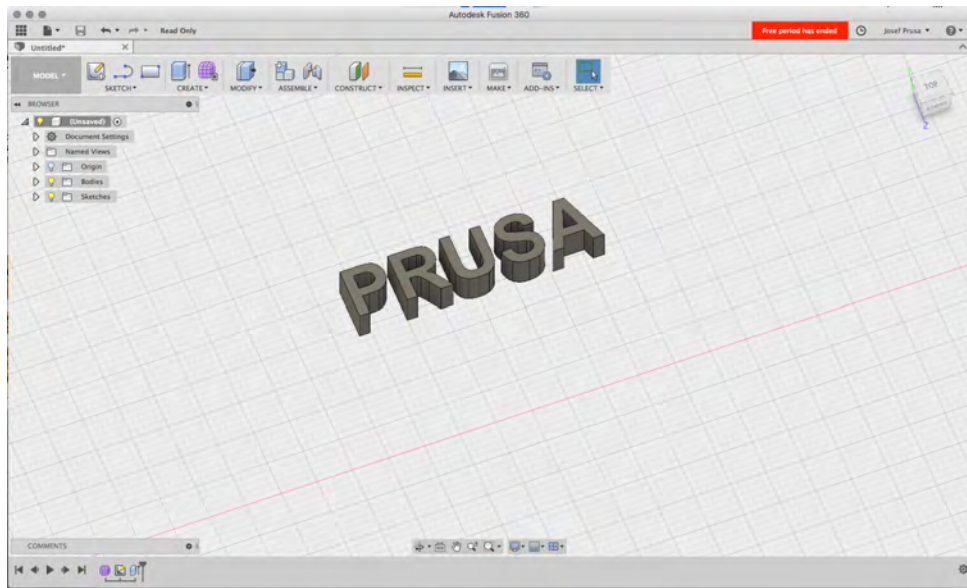 Autodesk Fusion 360
Read Only
Free period has ended
Josef Prusa
Untitled*
MODEL
SKETCH
CREATE
MODIFY
ASSEMBLE
CONSTRUCT
INSPECT
INSERT
MAKE
ADD-INS
SELECT
TOP
Z
BROWSER
(Unsaved)
Document Settings
Named Views
Origin
Bodies
Sketches
PRUSA
COMMENTS